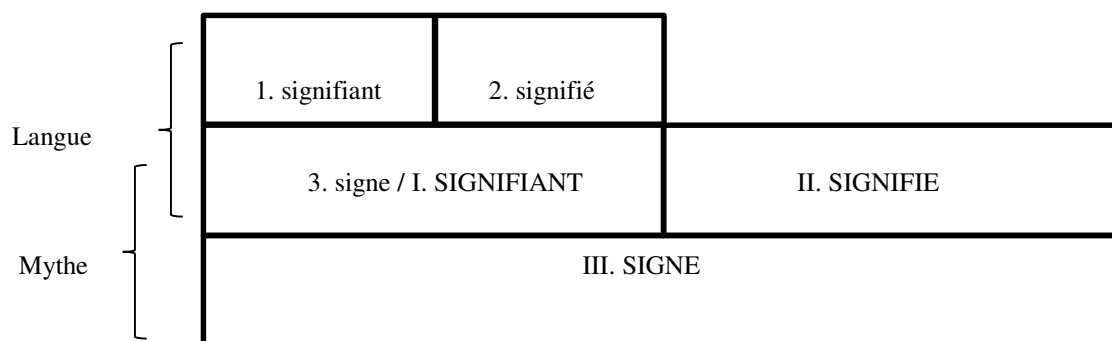 1. signifiant 2. signifié
Langue
3. signe / I. SIGNIFIANT II. SIGNIFIE
Mythe III. SIGNE